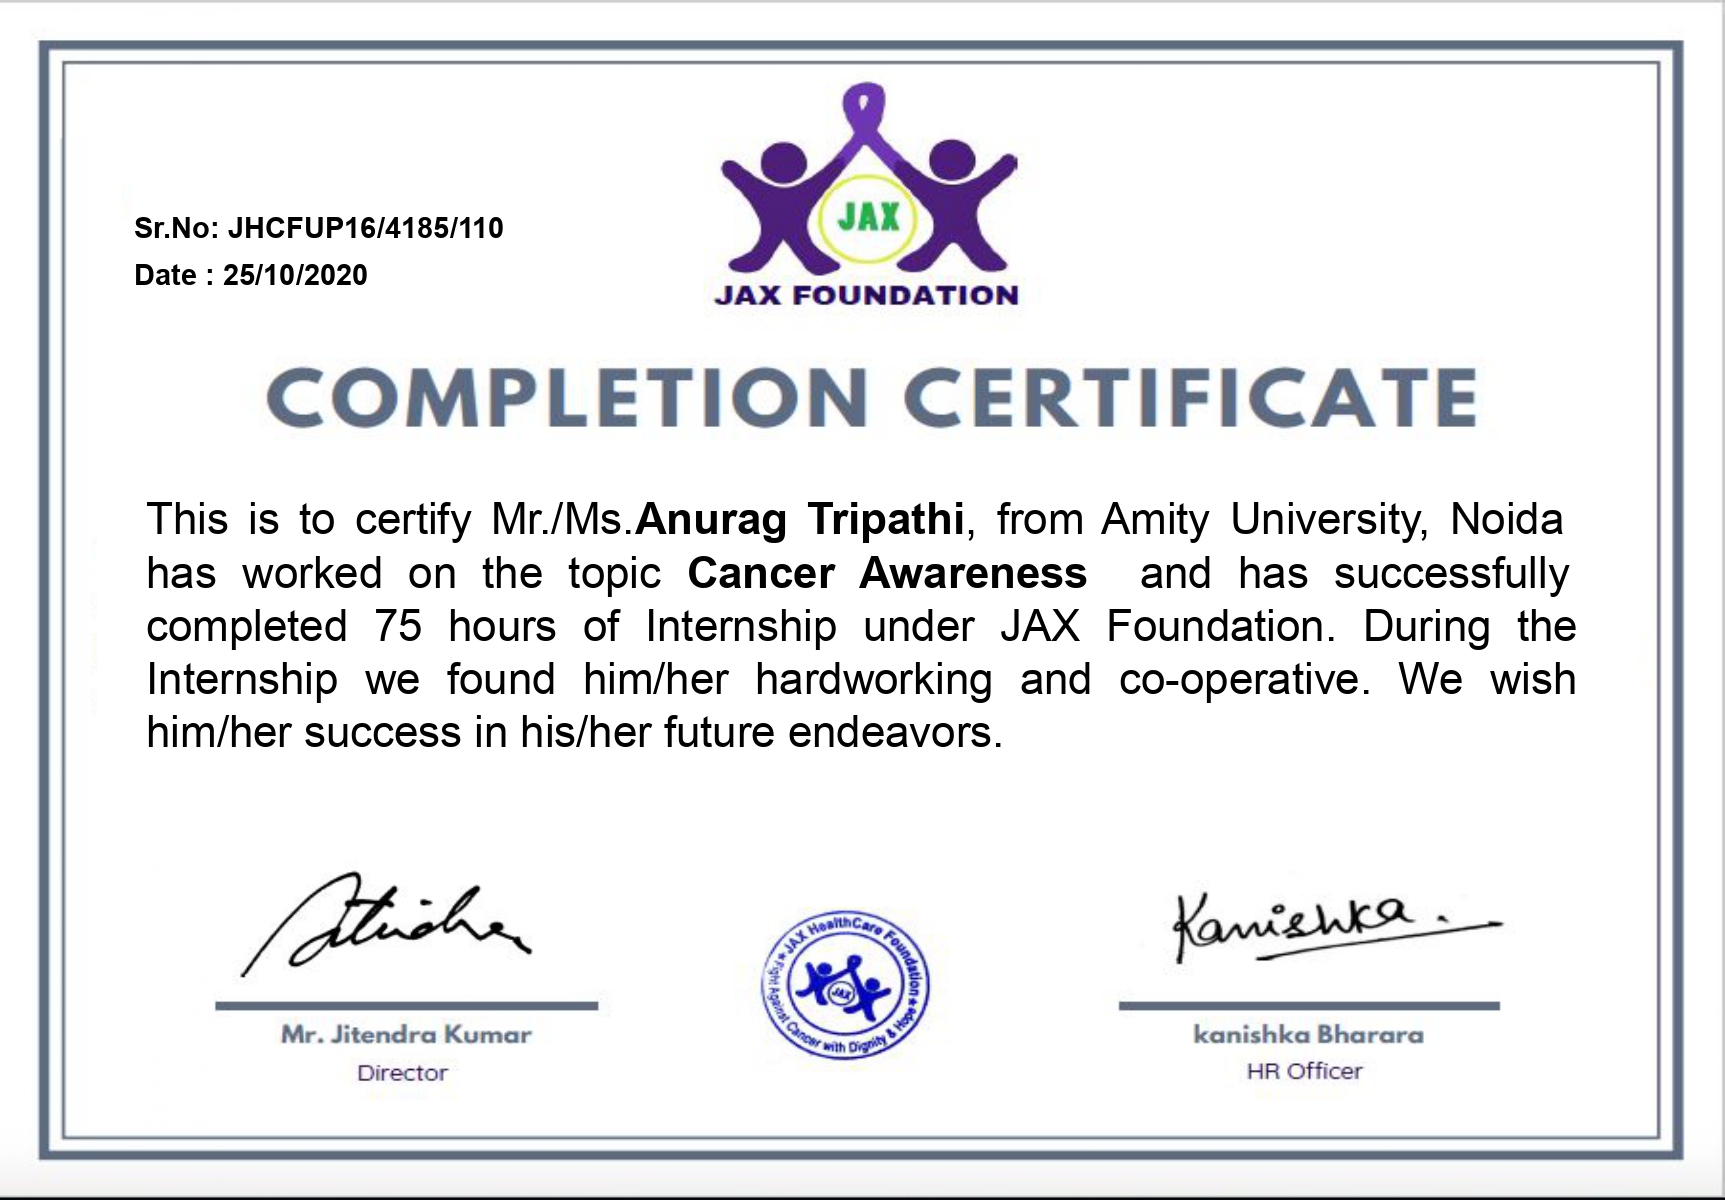 JAX
JAX FOUNDATION
Sr.No: JHCFUP16/4185/110
Date : 25/10/2020
COMPLETION CERTIFICATE
This is to certify Mr./Ms.Anurag Tripathi, from Amity University, Noida
has worked on the topic Cancer Awareness and has successfully
completed 75 hours of Internship under JAX Foundation. During the
Internship we found him/her hardworking and co-operative. We wish
him/her success in his/her future endeavors.
Jitendra
Kanishka
JAX HealthCare Foundation
JAX
Fight Against Cancer with Dignity & Hope
Mr. Jitendra Kumar
kanishka Bharara
Director
HR Officer